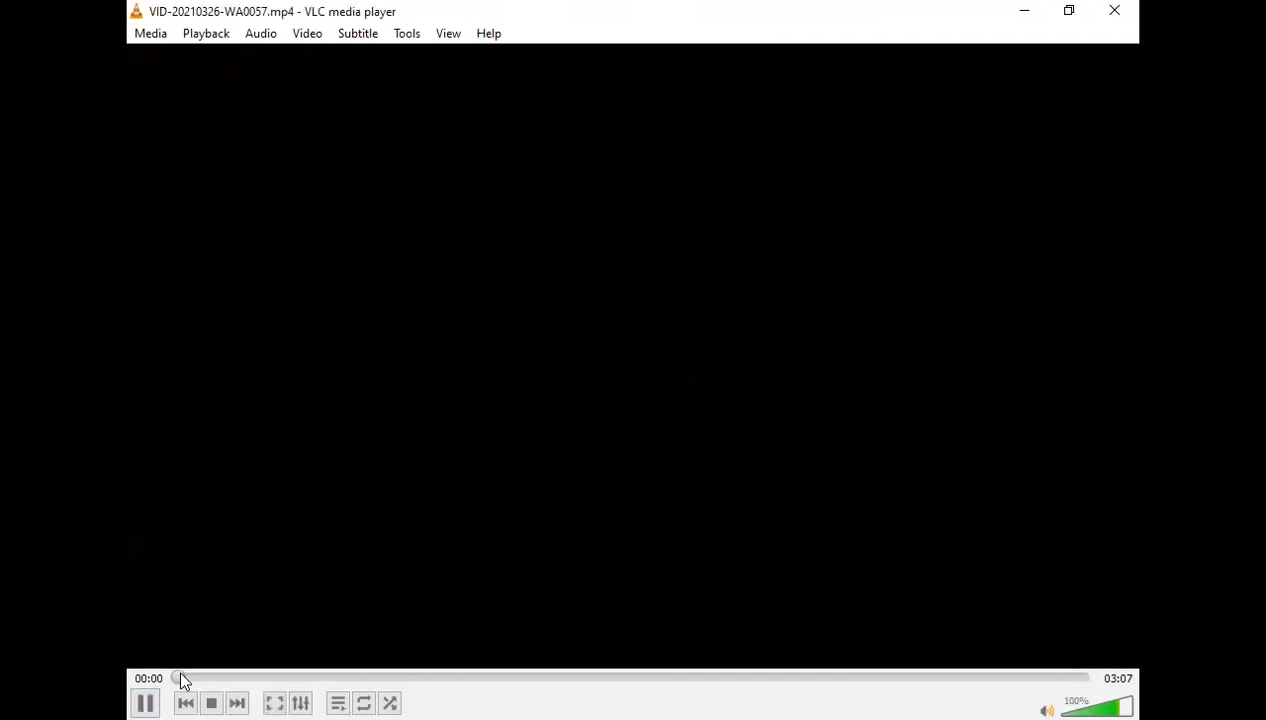 VID-20210326-WA0057.mp4 - VLC media player
Media Playback Audio Video Subtitle Tools View Help
00:00 03:07
100%